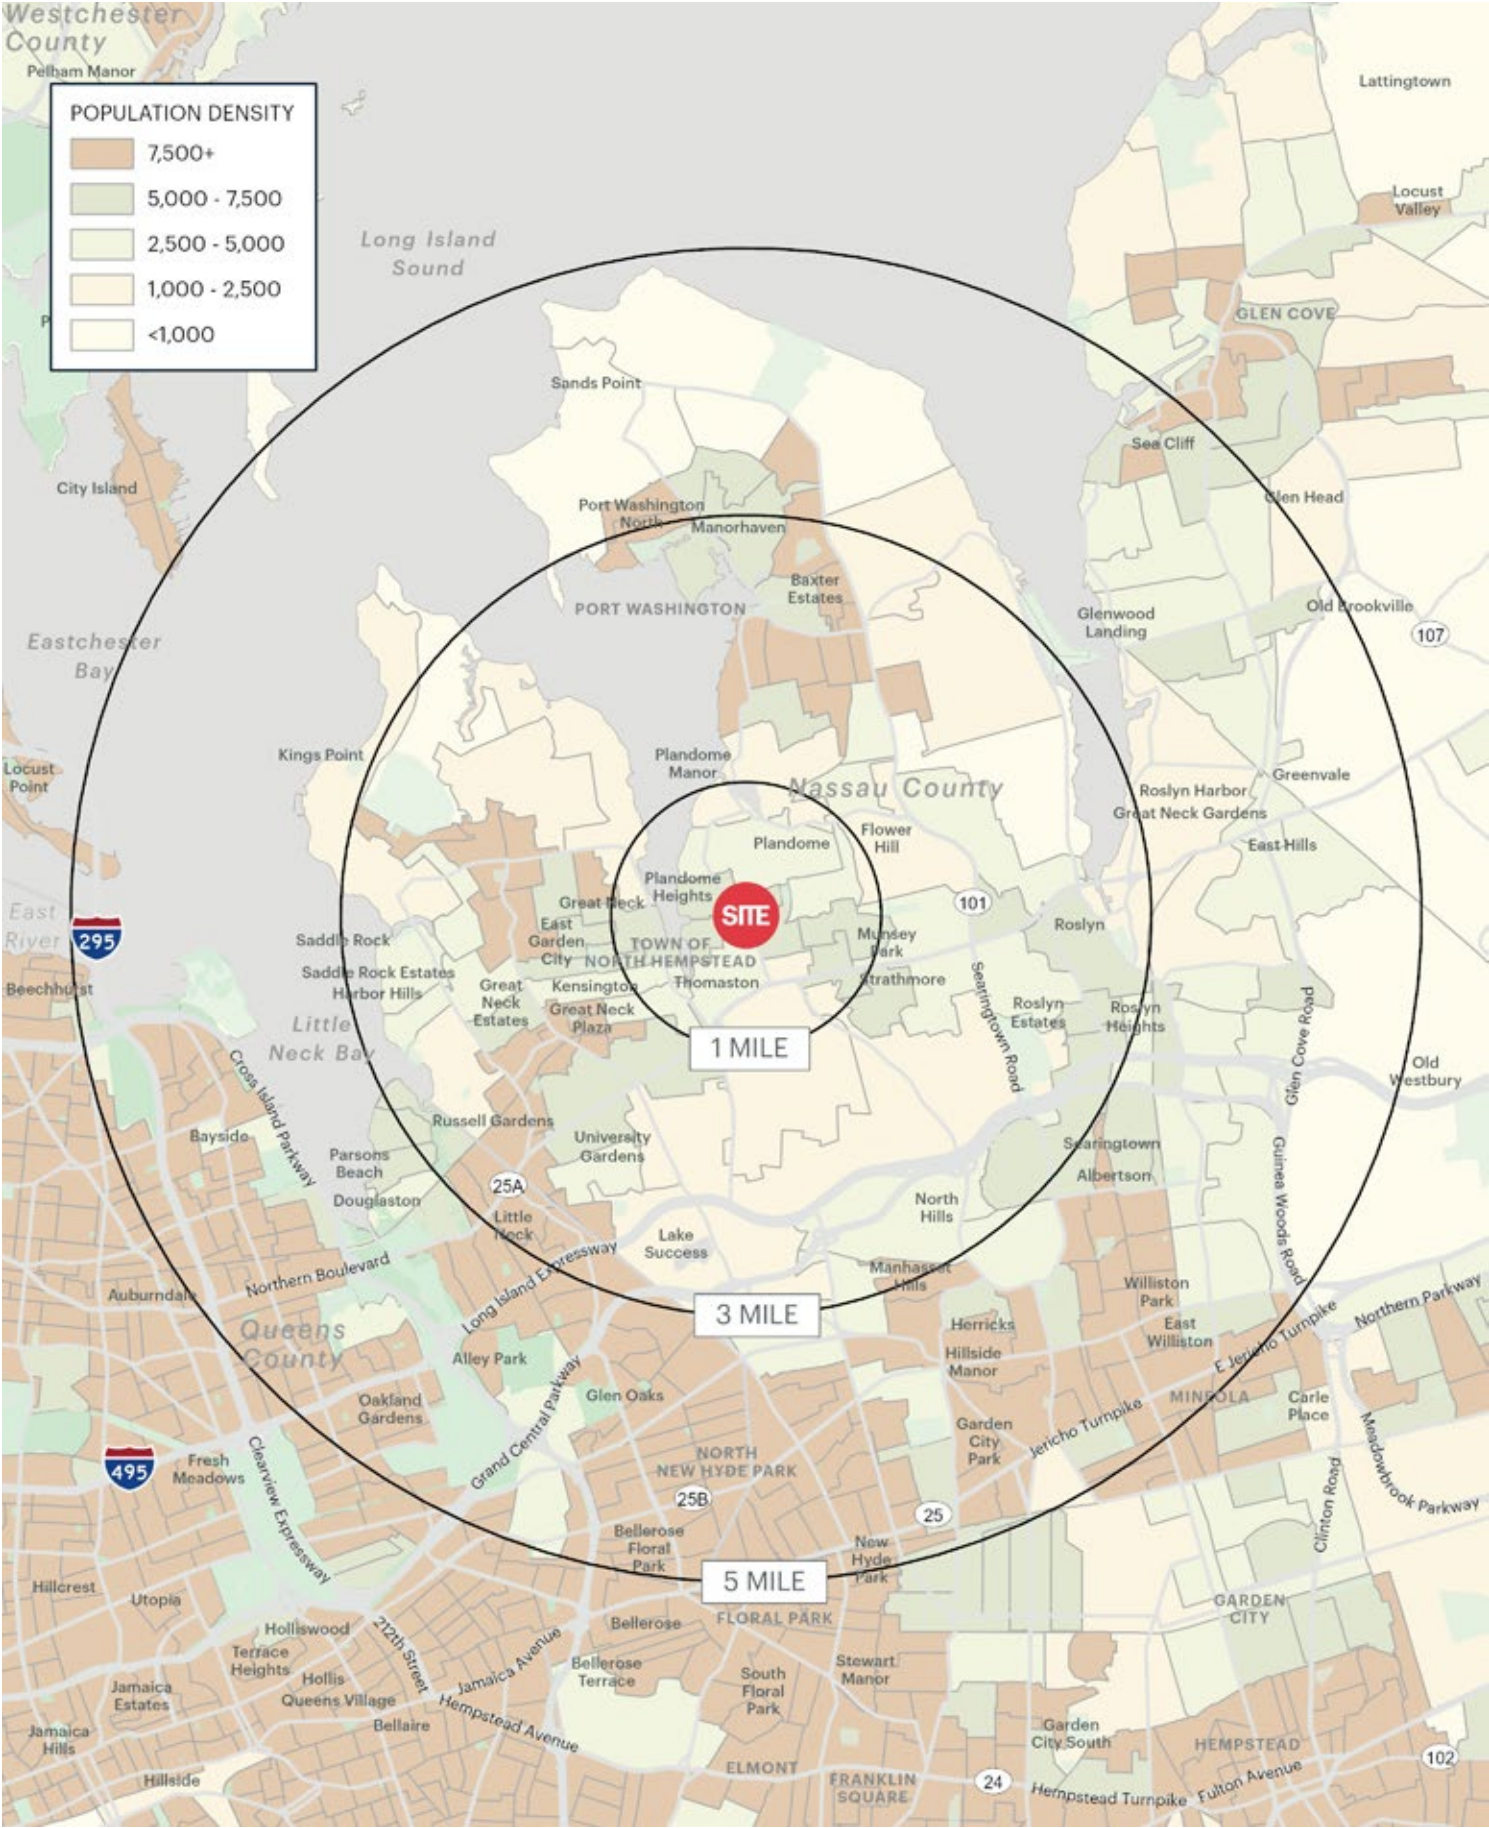 Westchester
County
Pelham Manor
POPULATION DENSITY
7,500+
5,000 - 7,500
2,500 - 5,000
1,000 - 2,500
<1,000
Lattingtown
Locust
Valley
Long Island
Sound
GLEN COVE
P
Sands Point
Sea Cliff
City Island
Glen Head
Port Washington
North
Manorhaven
Baxter
Estates
PORT WASHINGTON
Old Brookville
Glenwood
Landing
107
Eastchester
Bay
Kings Point
Plandome
Manor
Locust
Point
Nassau County
Greenvale
Roslyn Harbor
Great Neck Gardens
Flower
Hill
Plandome
East Hills
Plandome
Heights
Great Neck
101
SITE
East
River
295
East
Garden
City
Roslyn
Saddle Rock
TOWN OF
NORTH HEMPSTEAD
Munsey
Park
Saddle Rock Estates
Harbor Hills
Great
Neck
Estates
Kensington
Thomaston
Strathmore
Beechhurst
Great Neck
Plaza
Searingtown Road
Roslyn
Estates
Roslyn
Heights
Glen Cove Road
Little
Neck Bay
1 MILE
Old
Westbury
Cross Island Parkway
Russell Gardens
Bayside
University
Gardens
Searingtown
Parsons
Beach
Albertson
25A
Douglaston
Little
Neck
North
Hills
Guinea Woods Road
Lake
Success
Long Island Expressway
Northern Boulevard
Manhasset
Hills
Auburndale
Williston
Park
Northern Parkway
3 MILE
Queens
County
Herricks
East
Williston
E Jericho Turnpike
Alley Park
Hillside
Manor
Grand Central Parkway
Glen Oaks
Oakland
Gardens
MINEOLA
Carle
Place
Jericho Turnpike
Garden
City
Park
Meadowbrook Parkway
Clearview Expressway
495
Fresh
Meadows
NORTH
NEW HYDE PARK
25B
25
Clinton Road
Bellerose
Floral
Park
New
Hyde
Park
5 MILE
Hillcrest
Utopia
FLORAL PARK
GARDEN
CITY
Holliswood
212th Street
Bellerose
Jamaica Avenue
Terrace
Heights
Hollis
Bellerose
Terrace
Stewart
Manor
Jamaica
Estates
Queens Village
South
Floral
Park
Hempstead Avenue
Bellaire
Jamaica
Hills
Garden
City South
HEMPSTEAD
102
ELMONT
Hillside
FRANKLIN
SQUARE
24
Hempstead Turnpike
Fulton Avenue